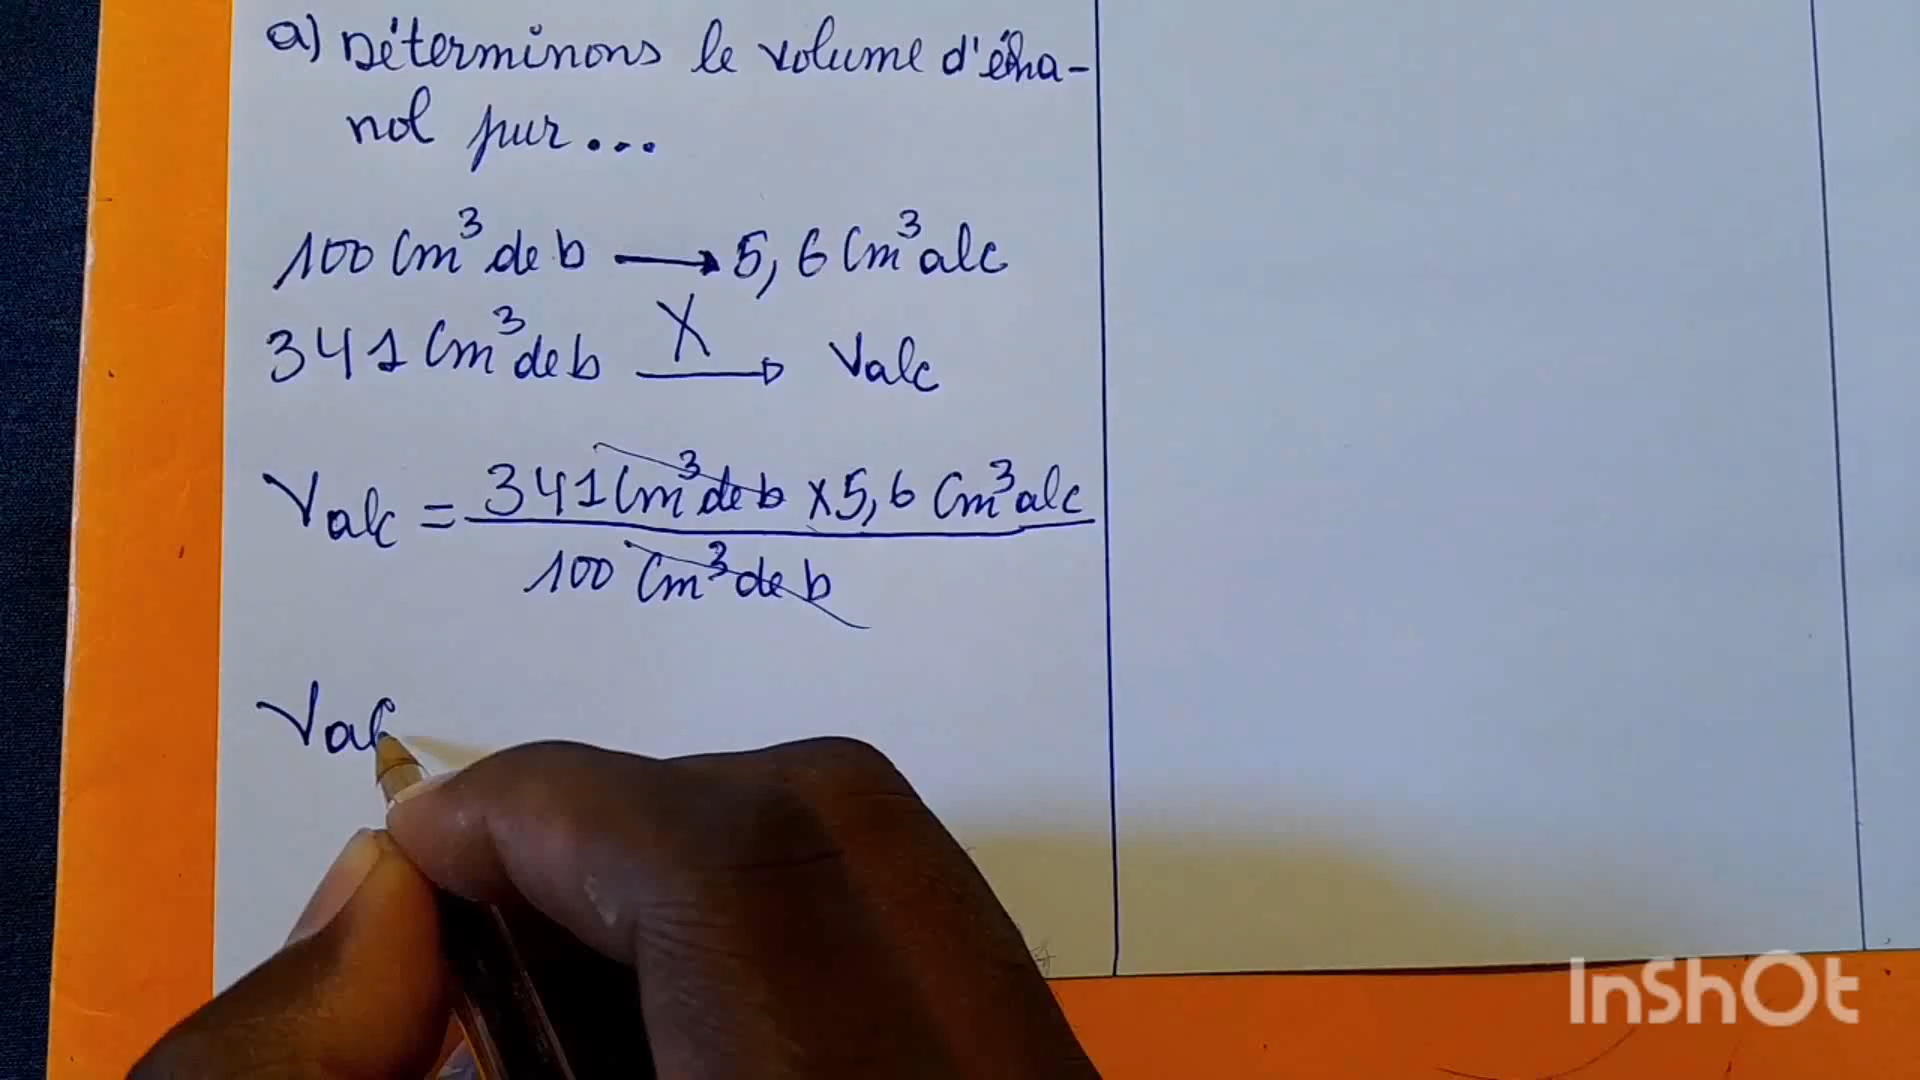 a) Déterminons le volume d'étha-
nol pur...
100 Cm³ de b → 5,6 Cm³ alc
X
341 Cm³ de b → Valc
Valc = 341 Cm³ de b x 5,6 Cm³ alc
100 Cm³ de b
Val
InShOt